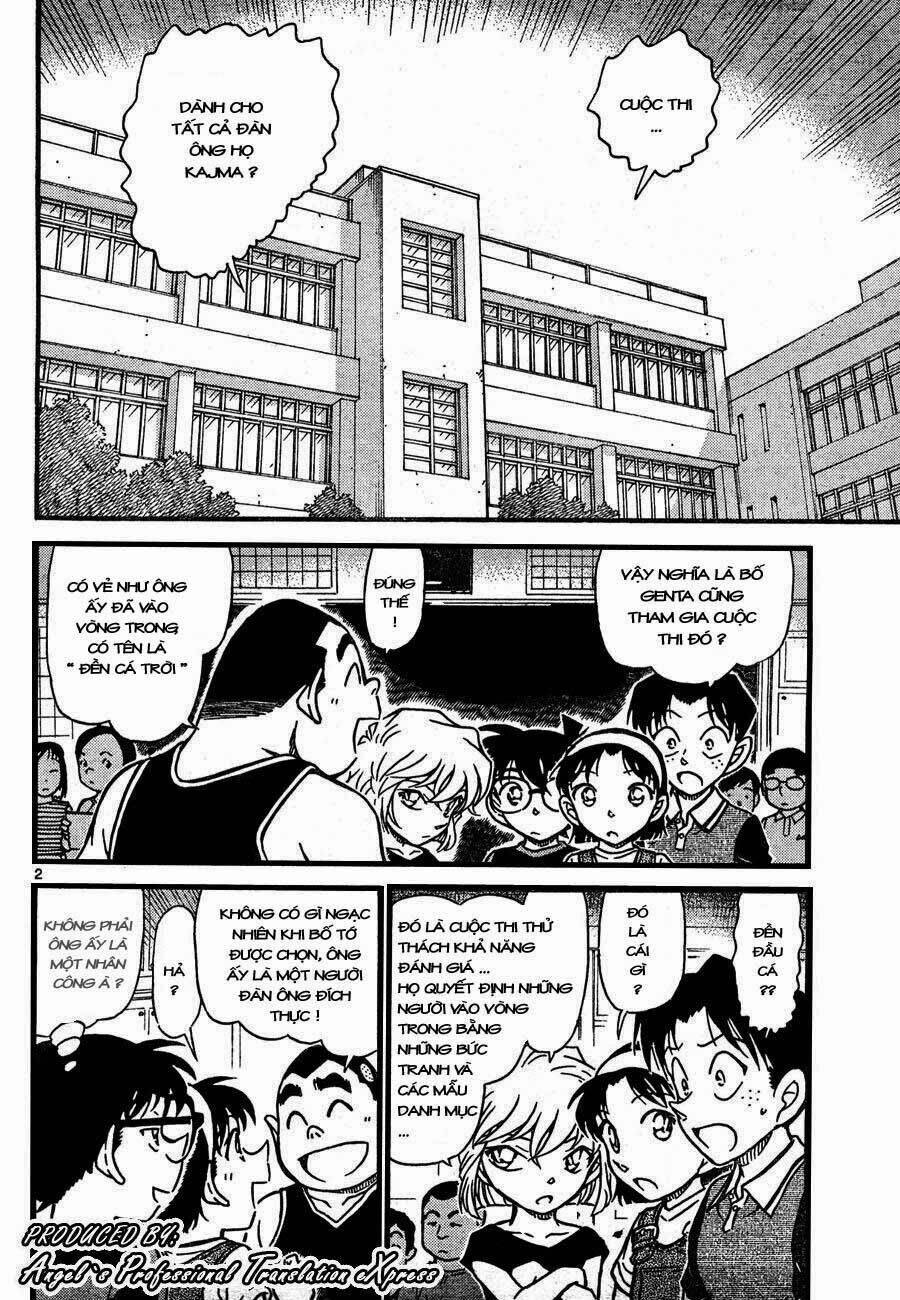 CUỘC THI
...
DÀNH CHO
TẤT CẢ ĐÀN
ÔNG HỌ
KAJMA ?
VẬY NGHĨA LÀ BỐ
GENTA CŨNG
THAM GIA CUỘC
THI ĐÓ ?
ĐÚNG
THẾ
!
CÓ VẺ NHƯ ÔNG
ẤY ĐÃ VÀO
VÒNG TRONG,
CÓ TÊN LÀ
“ ĐỀN CÁ TRỜI ”
2
ĐỀN
ĐẦU
CÁ
??
ĐÓ
LÀ
CÁI
GÌ ?
ĐÓ LÀ CUỘC THI THỬ
THÁCH KHẢ NĂNG
ĐÁNH GIÁ ...
HỌ QUYẾT ĐỊNH NHỮNG
NGƯỜI VÀO VÒNG
TRONG BẰNG
NHỮNG BỨC
TRANH VÀ
CÁC MẪU
DANH MỤC
...
KHÔNG CÓ GÌ NGẠC
NHIÊN KHI BỐ TỚ
ĐƯỢC CHỌN, ÔNG
ẤY LÀ MỘT NGƯỜI
ĐÀN ÔNG ĐÍCH
THỰC !
HẢ
?
KHÔNG PHẢI
ÔNG ẤY LÀ
MỘT NHÂN
CÔNG À ?
PRODUCED BY:
Angel`s Professional Translation eXpress